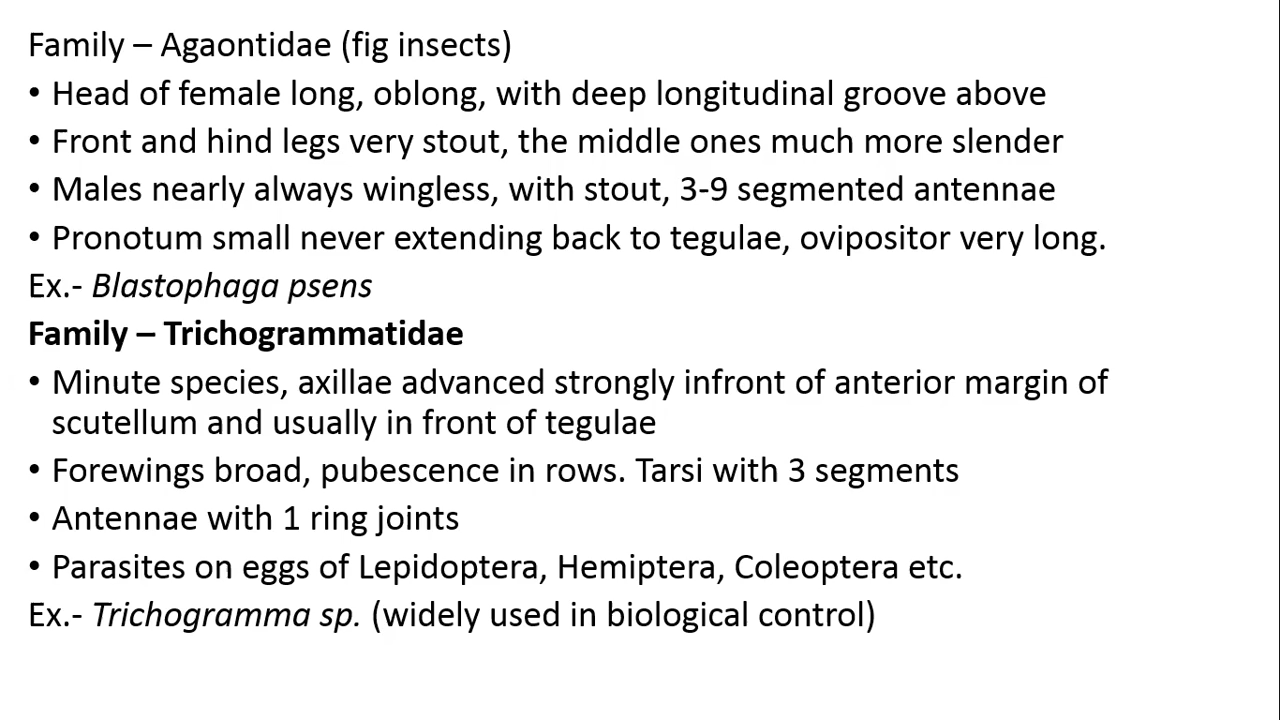 Family – Agaontidae (fig insects)
• Head of female long, oblong, with deep longitudinal groove above
• Front and hind legs very stout, the middle ones much more slender
• Males nearly always wingless, with stout, 3-9 segmented antennae
• Pronotum small never extending back to tegulae, ovipositor very long.
Ex.- Blastophaga psens
Family – Trichogrammatidae
• Minute species, axillae advanced strongly infront of anterior margin of
scutellum and usually in front of tegulae
• Forewings broad, pubescence in rows. Tarsi with 3 segments
• Antennae with 1 ring joints
• Parasites on eggs of Lepidoptera, Hemiptera, Coleoptera etc.
Ex.- Trichogramma sp. (widely used in biological control)